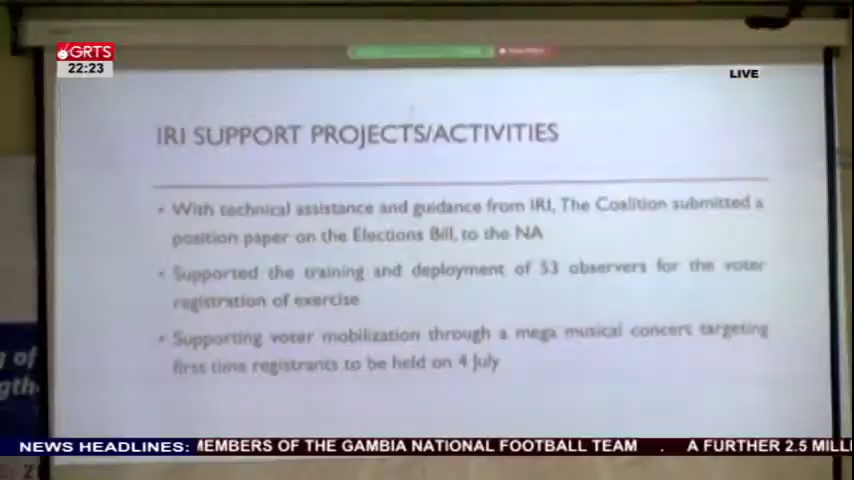 GRTS
22:23
LIVE
IRI SUPPORT PROJECTS/ACTIVITIES
• With technical assistance and guidance from IRI, The Coalition submitted a
position paper on the Elections Bill, to the NA
• Supported the training and deployment of 53 observers for the voter
registration of exercise
• Supporting voter mobilization through a mega musical concert targeting
first time registrants to be held on 4 July
g of
gth
NEWS HEADLINES: MEMBERS OF THE GAMBIA NATIONAL FOOTBALL TEAM . A FURTHER 2.5 MILL